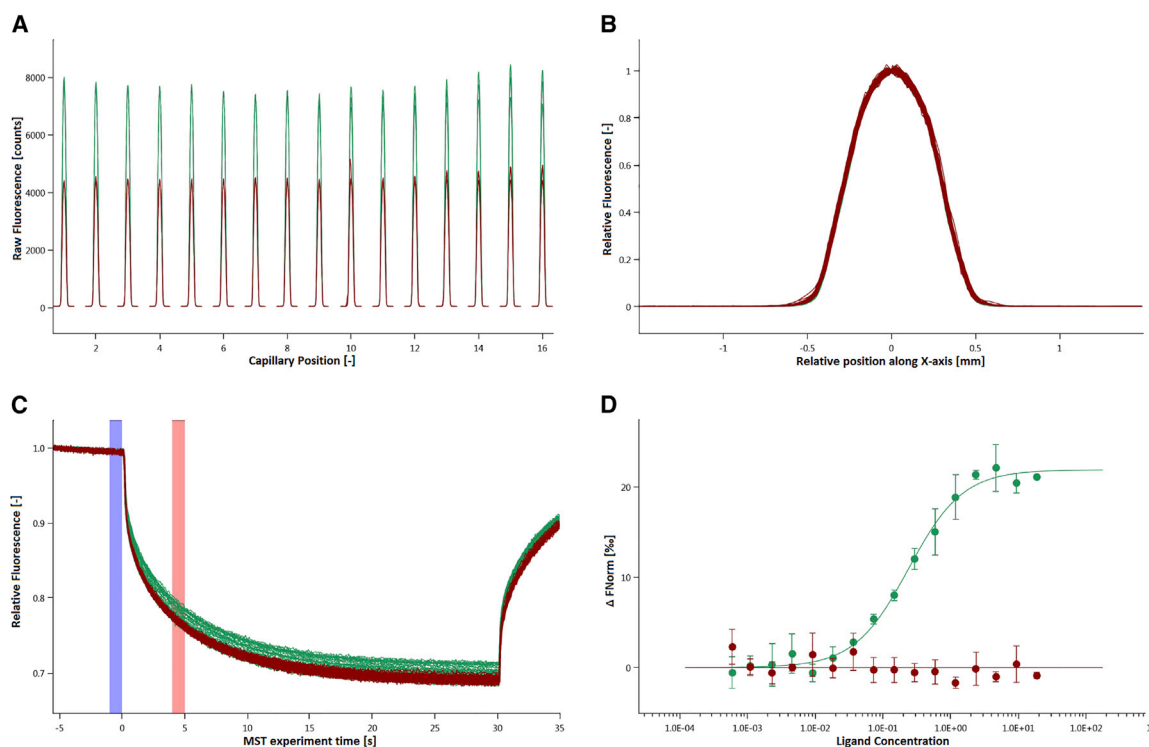 A
Raw Fluorescence [counts]
8000
6000
4000
2000
0
2 4 6 8 10 12 14 16
Capillary Position [-]
B
Relative Fluorescence [-]
1
0.8
0.6
0.4
0.2
0
-1 -0.5 0 0.5 1
Relative position along X-axis [mm]
C
Relative Fluorescence [-]
1.0
0.9
0.8
0.7
-5 0 5 10 15 20 25 30 35
MST experiment time [s]
D
Δ FNorm [‰]
20
10
0
1.0E-04 1.0E-03 1.0E-02 1.0E-01 1.0E+00 1.0E+01 1.0E+02
Ligand Concentration